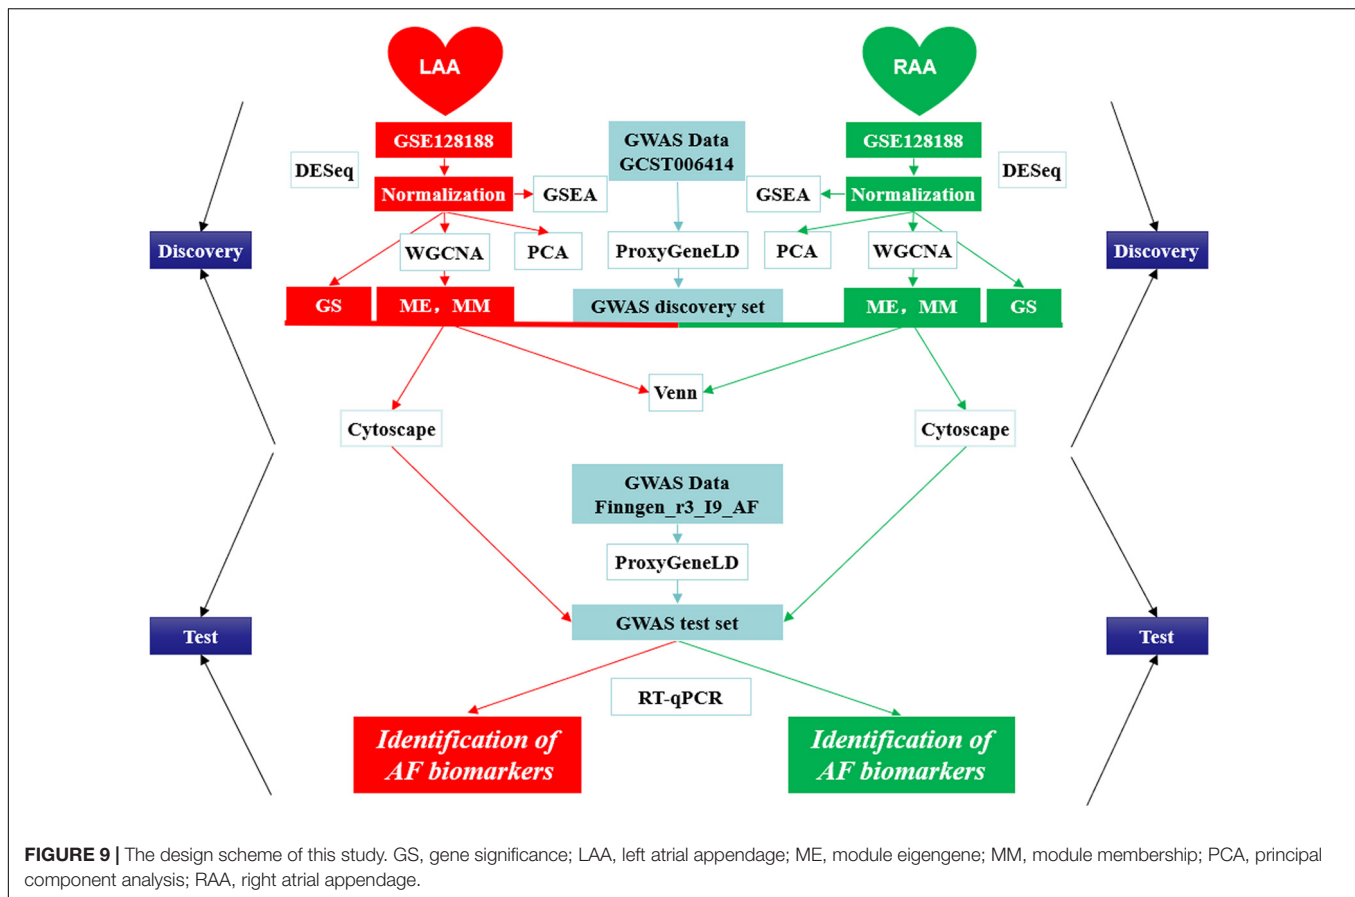 LAA
RAA
GSE128188
GWAS Data
GCST006414
GSE128188
DESeq
DESeq
Normalization
GSEA
GSEA
Normalization
Discovery
WGCNA
PCA
ProxyGeneLD
PCA
WGCNA
Discovery
GS
ME，MM
GWAS discovery set
ME，MM
GS
Venn
Cytoscape
Cytoscape
GWAS Data
Finngen_r3_I9_AF
ProxyGeneLD
Test
GWAS test set
Test
RT-qPCR
Identification of
AF biomarkers
Identification of
AF biomarkers
FIGURE 9 | The design scheme of this study. GS, gene significance; LAA, left atrial appendage; ME, module eigengene; MM, module membership; PCA, principal
component analysis; RAA, right atrial appendage.